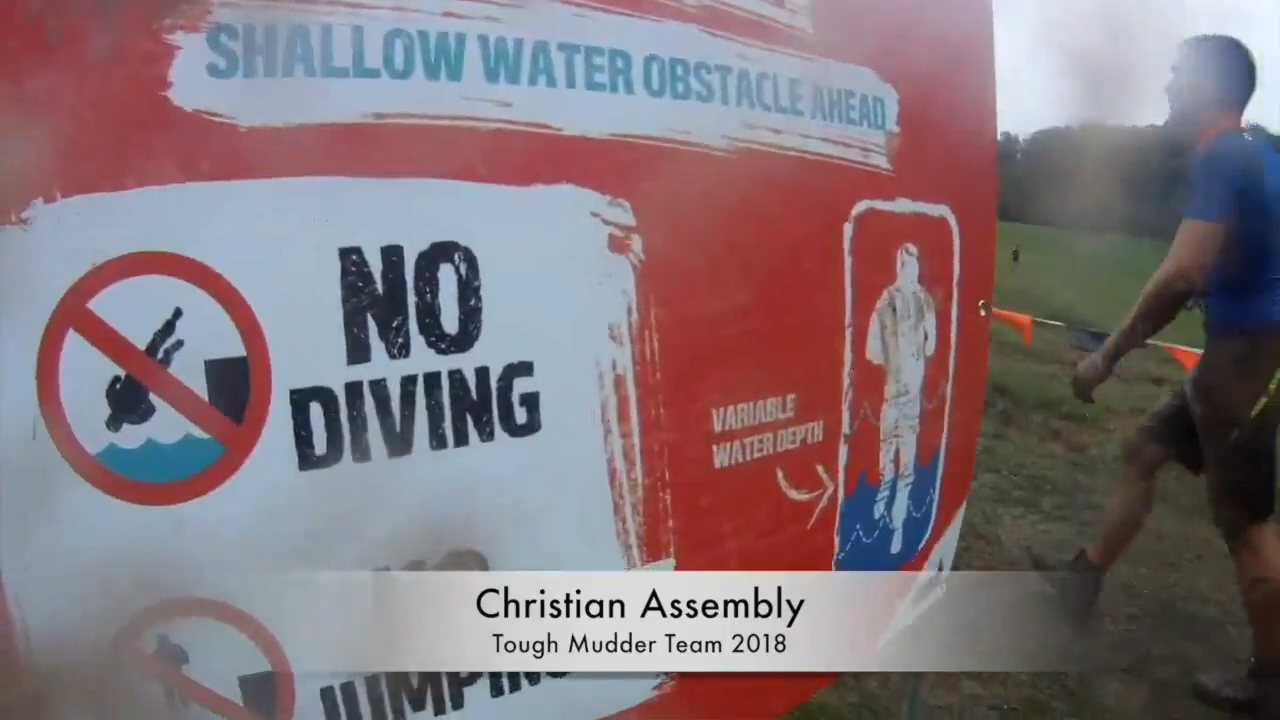 SHALLOW WATER OBSTACLE AHEAD
NO
DIVING
VARIABLE
WATER DEPTH
Christian Assembly
Tough Mudder Team 2018